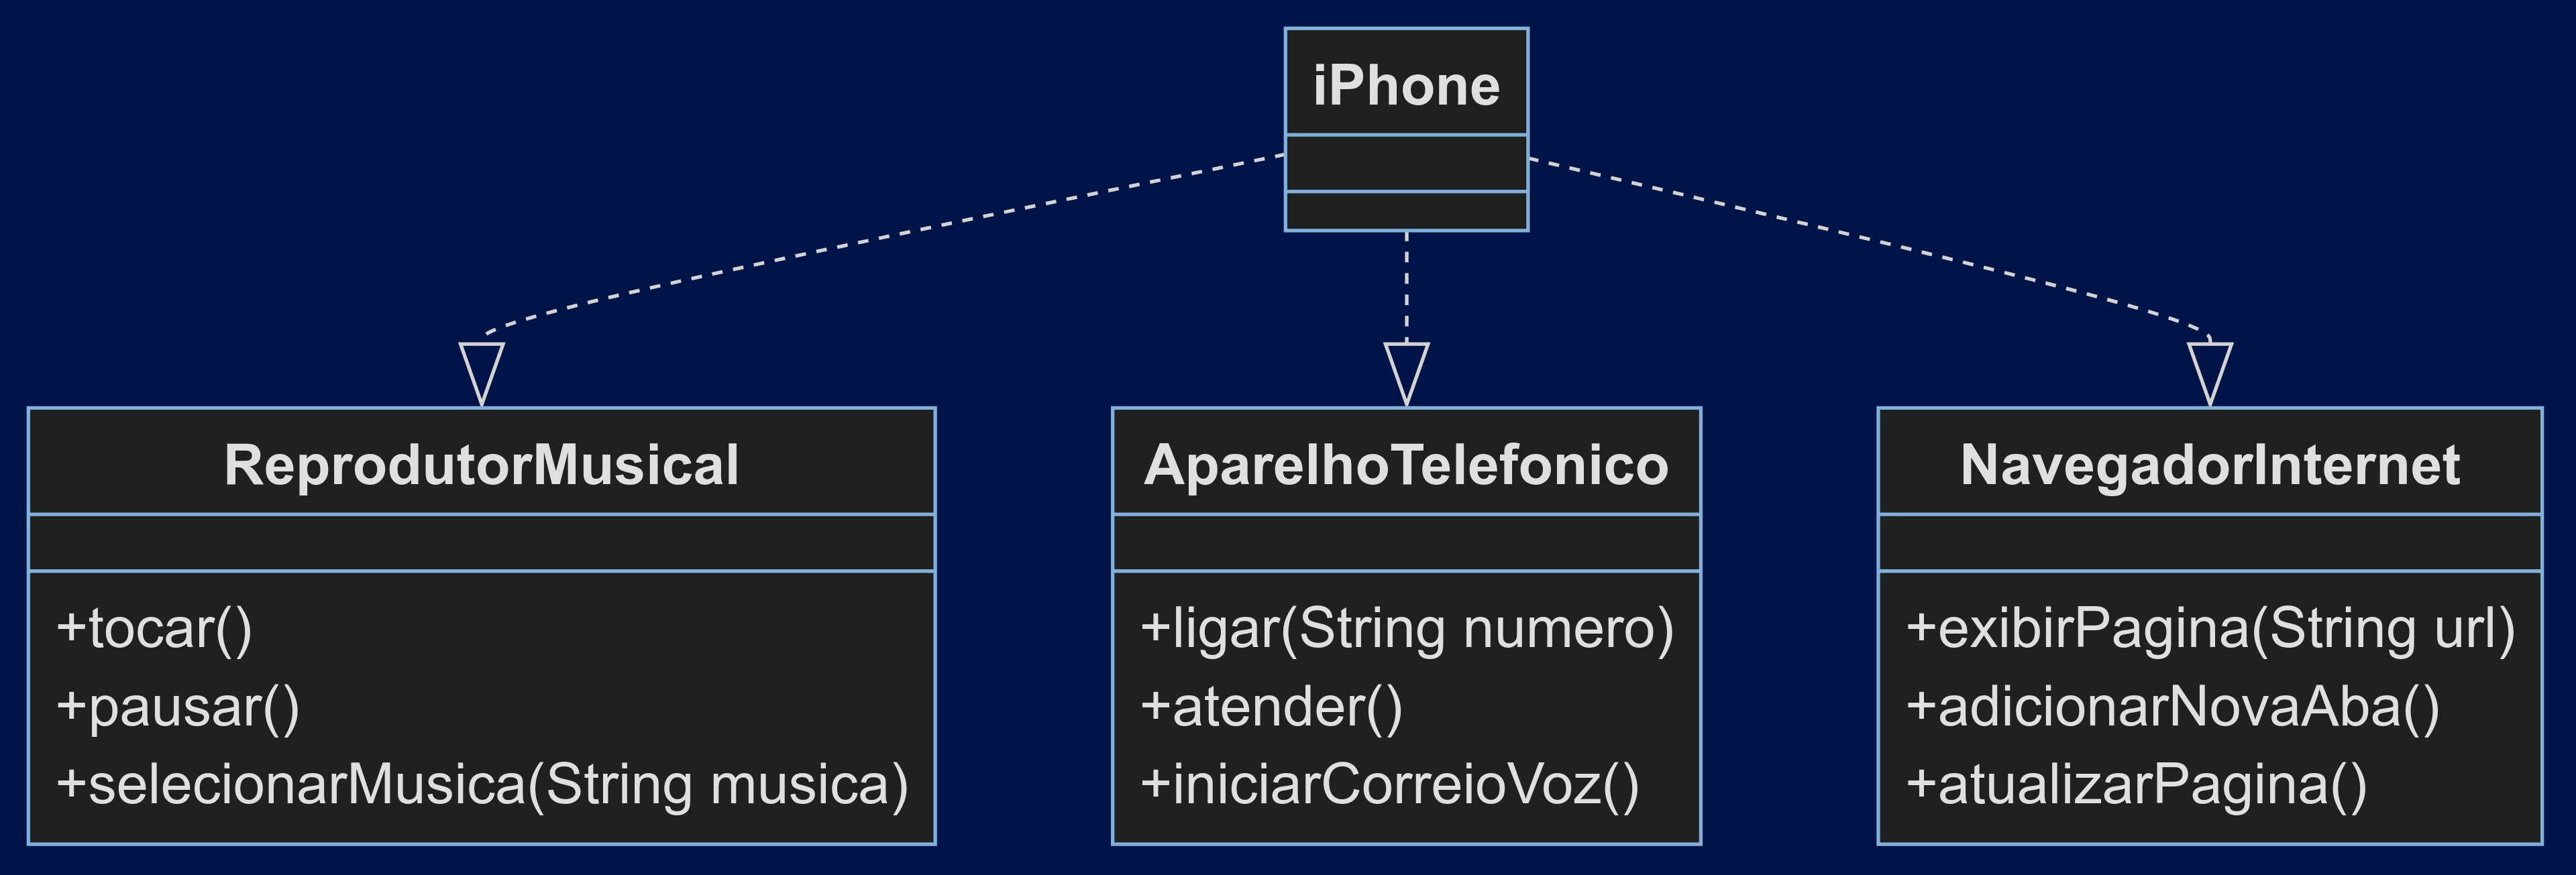 iPhone
ReprodutorMusical
+tocar()
+pausar()
+selecionarMusica(String musica)
AparelhoTelefonico
+ligar(String numero)
+atender()
+iniciarCorreioVoz()
NavegadorInternet
+exibirPagina(String url)
+adicionarNovaAba()
+atualizarPagina()